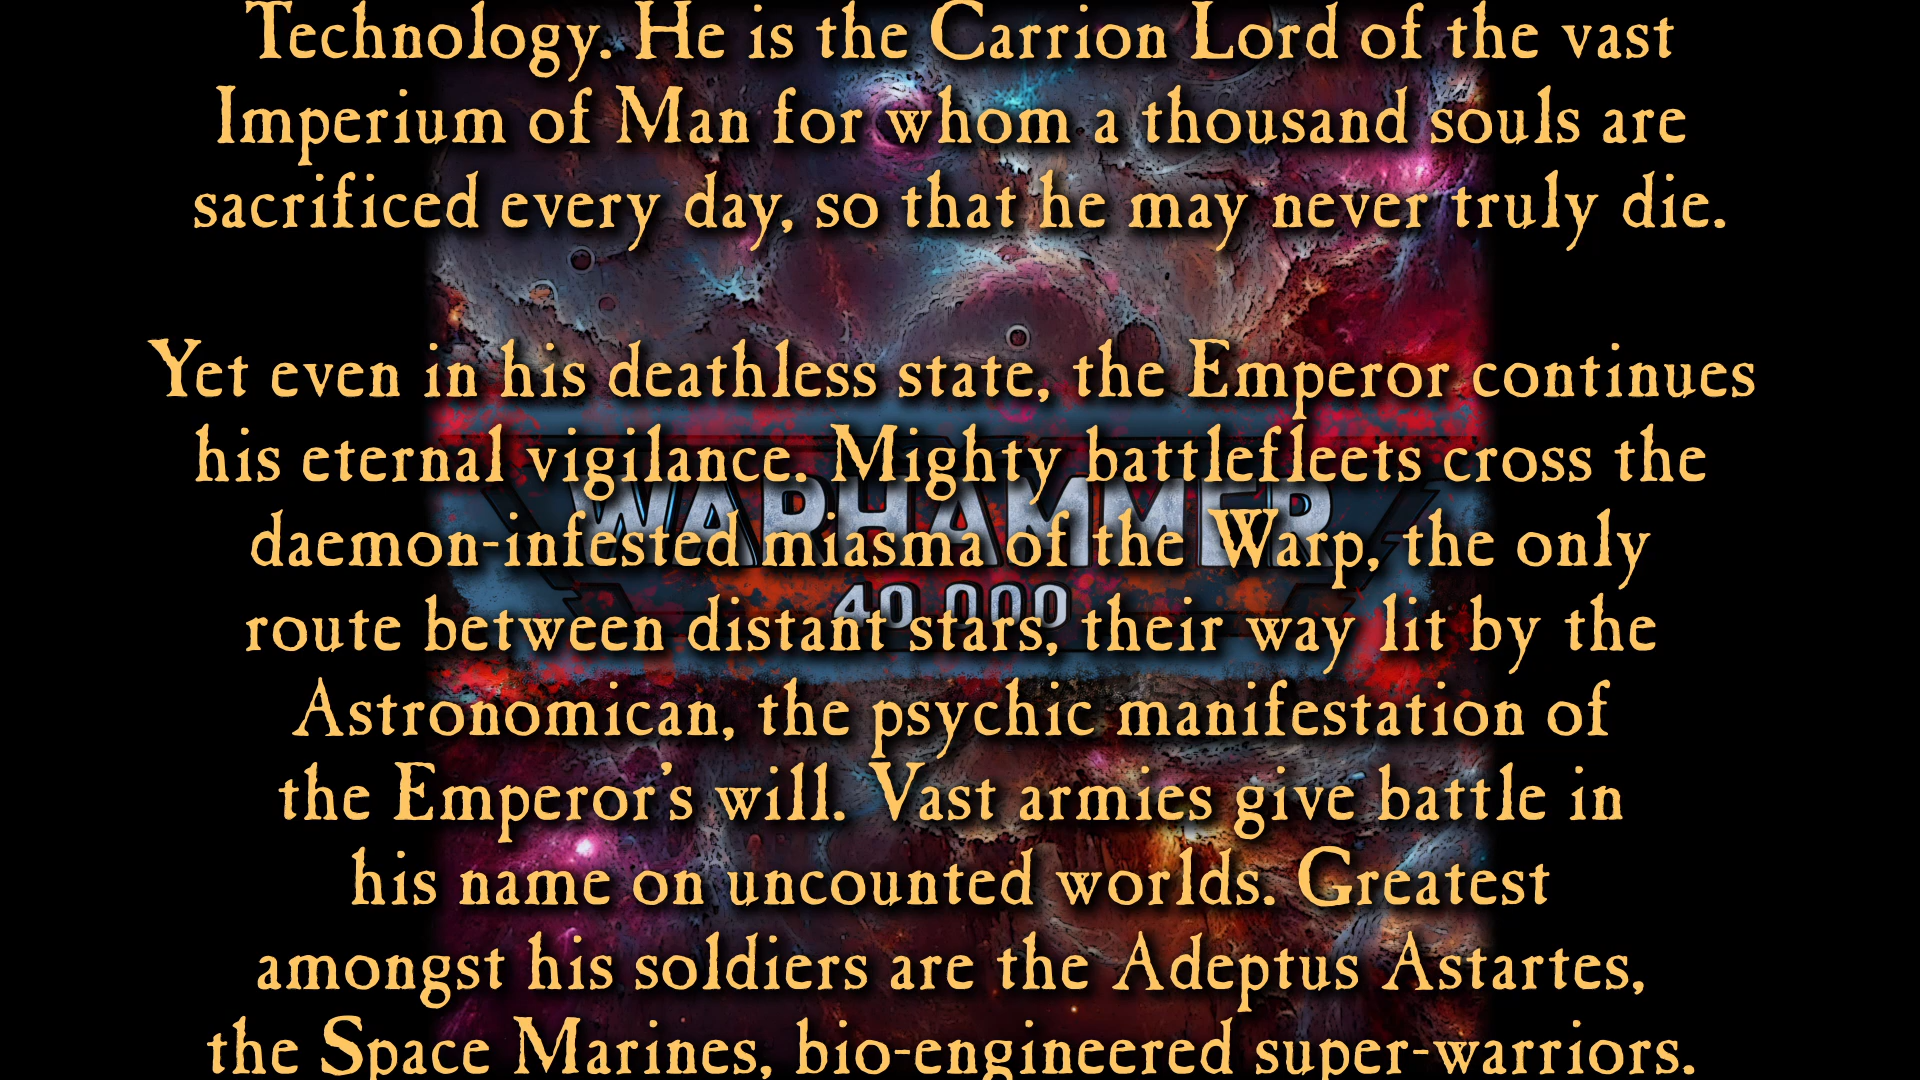 Technology. He is the Carrion Lord of the vast
Imperium of Man for whom a thousand souls are
sacrificed every day, so that he may never truly die.
Yet even in his deathless state, the Emperor continues
his eternal vigilance. Mighty battlefleets cross the
daemon-infested miasma of the Warp, the only
route between distant stars, their way lit by the
Astronomican, the psychic manifestation of
the Emperor's will. Vast armies give battle in
his name on uncounted worlds. Greatest
amongst his soldiers are the Adeptus Astartes,
the Space Marines, bio-engineered super-warriors.
WARHAMMER
40,000